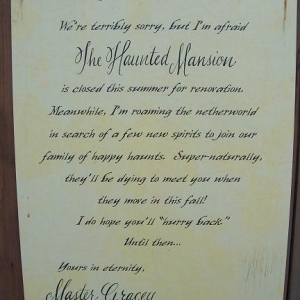 We're terribly sorry, but I'm afraid
The Haunted Mansion
is closed this summer for renovation.
Meanwhile, I'm roaming the netherworld
in search of a few new spirits to join our
family of happy haunts. Super-naturally,
they'll be dying to meet you when
they move in this fall!
I do hope you'll "hurry back."
Until then...
Yours in eternity,
Master Gracey